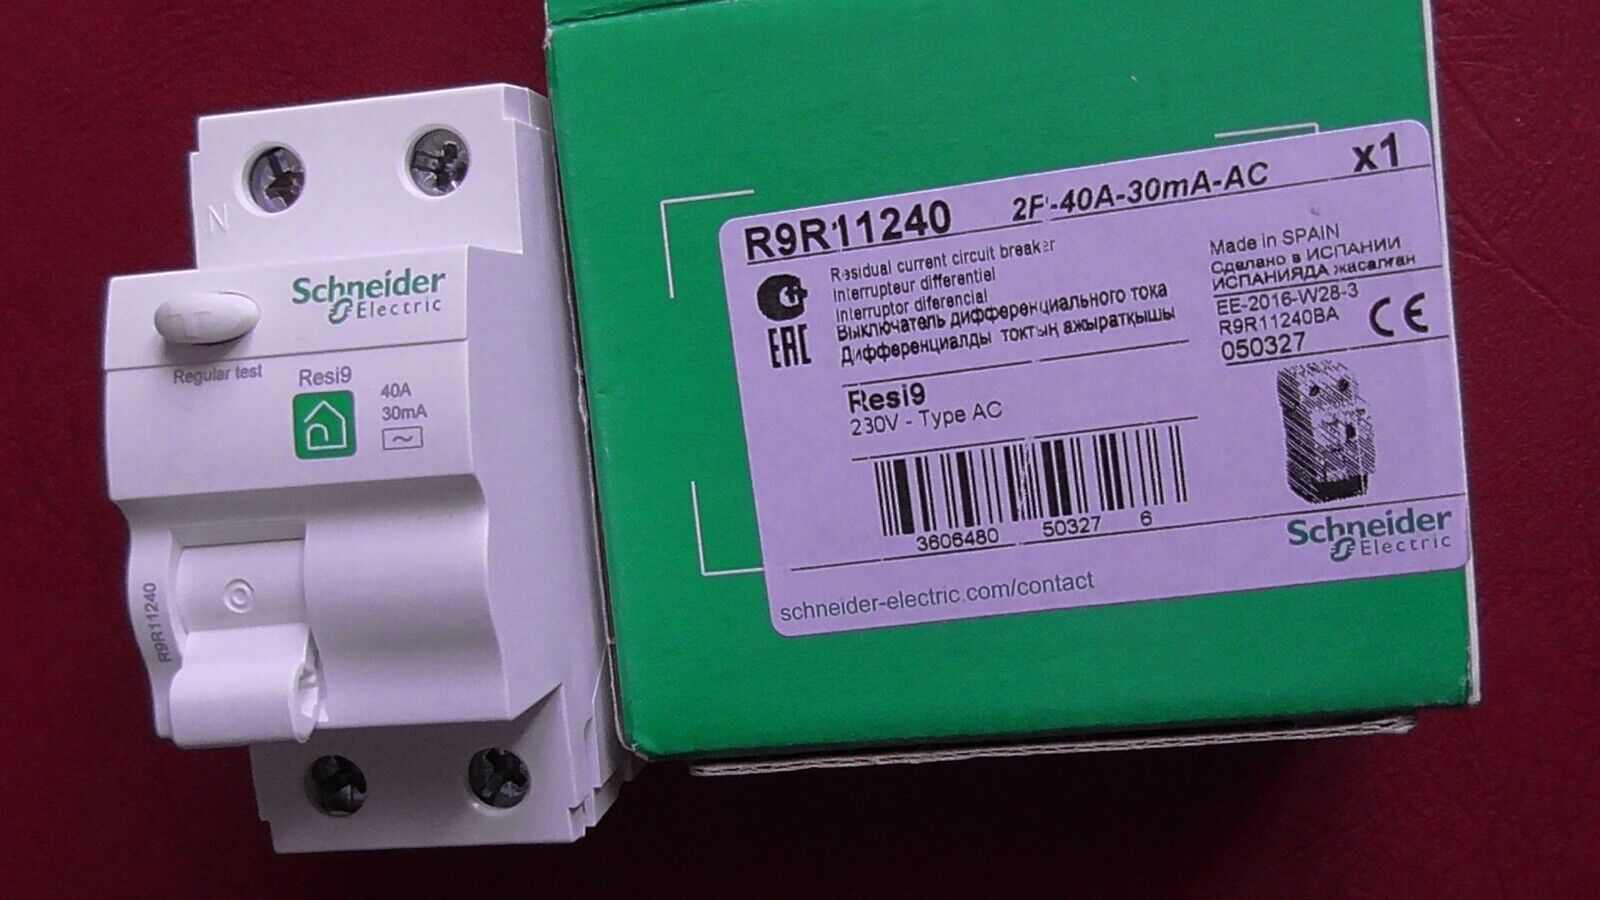 N
Schneider
Electric
Regular test
Resi9
40A
30mA
R9R11240
R9R11240 2P-40A-30mA-AC x1
Residual current circuit breaker
Interrupteur différentiel
Interruptor diferencial
Выключатель дифференциального тока
Дифференциалды токтың ажыратқышы
EAC
Made in SPAIN
Сделано в ИСПАНИИ
ИСПАНИЯДА жасалған
EE-2016-W28-3
R9R11240BA
050327
CE
Resi9
230V - Type AC
3606480 50327 6
Schneider
Electric
schneider-electric.com/contact